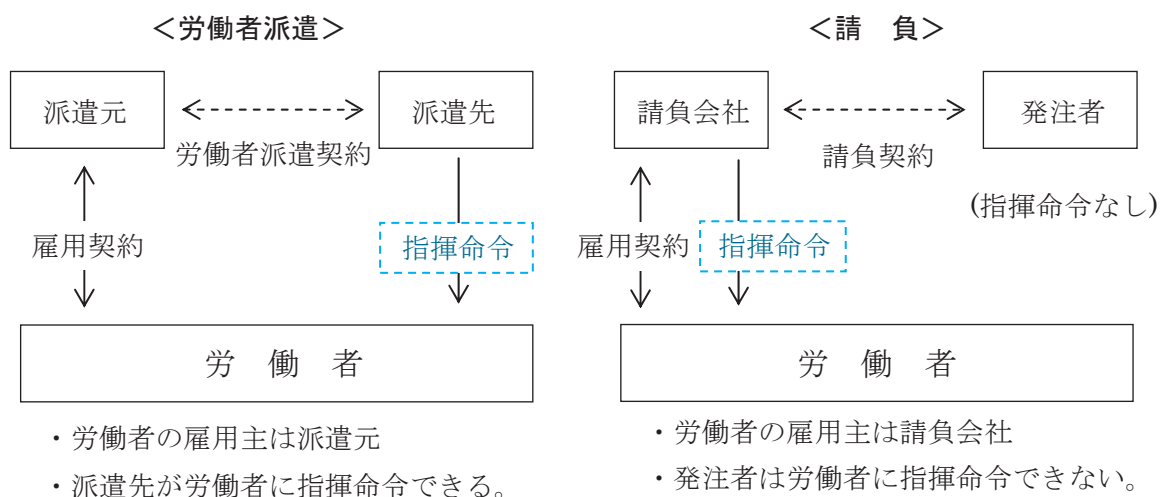 ＜労働者派遣＞
派遣元
派遣先
労働者派遣契約
雇用契約
指揮命令
労　働　者
・労働者の雇用主は派遣元
・派遣先が労働者に指揮命令できる。
＜請　負＞
請負会社
発注者
請負契約
(指揮命令なし)
雇用契約
指揮命令
労　働　者
・労働者の雇用主は請負会社
・発注者は労働者に指揮命令できない。